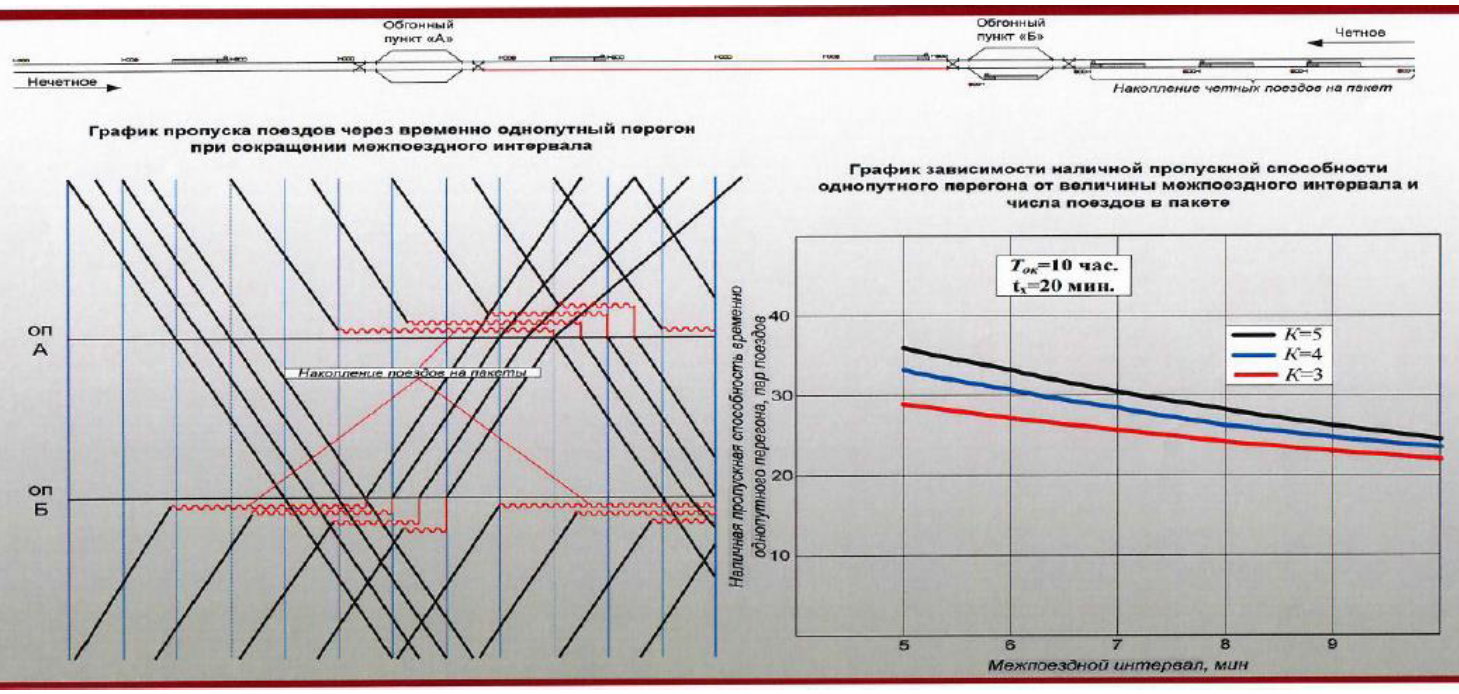 Обгонный
пункт «А»
Обгонный
пункт «Б»
Четное
Нечетное
Накопление четных поездов на пакет
График пропуска поездов через временно однопутный перегон
при сокращении межпоездного интервала
ОП
А
Накопление поездов на пакеты
ОП
Б
График зависимости наличной пропускной способности
однопутного перегона от величины межпоездного интервала и
числа поездов в пакете
Наличная пропускная способность временно
однопутного перегона, пар поездов
Tок=10 час.
tх=20 мин.
K=5
K=4
K=3
40
30
20
10
5 6 7 8 9
Межпоездной интервал, мин